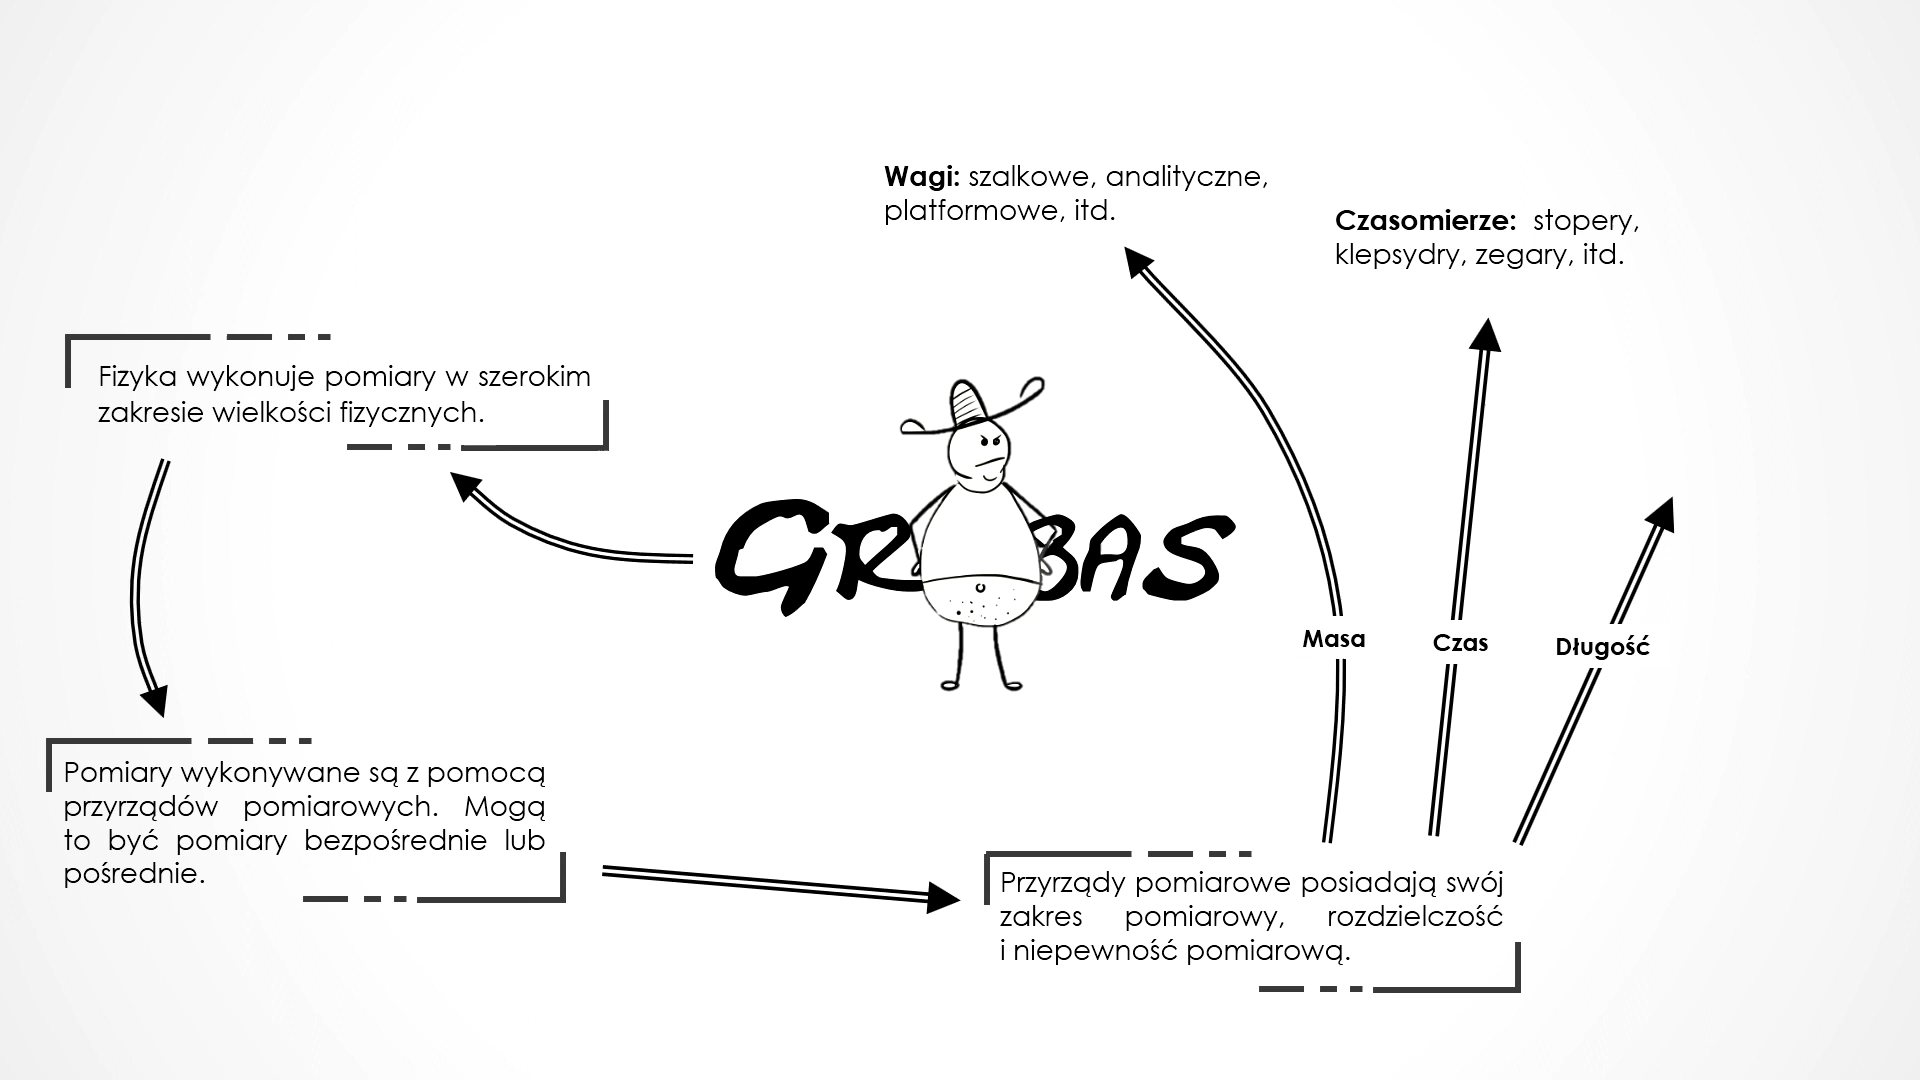 Wagi: szalkowe, analityczne,
platformowe, itd.
Czasomierze: stopery,
klepsydry, zegary, itd.
Fizyka wykonuje pomiary w szerokim
zakresie wielkości fizycznych.
GRUBAS
Masa
Czas
Długość
Pomiary wykonywane są z pomocą
przyrządów pomiarowych. Mogą
to być pomiary bezpośrednie lub
pośrednie.
Przyrządy pomiarowe posiadają swój
zakres pomiarowy, rozdzielczość
i niepewność pomiarową.